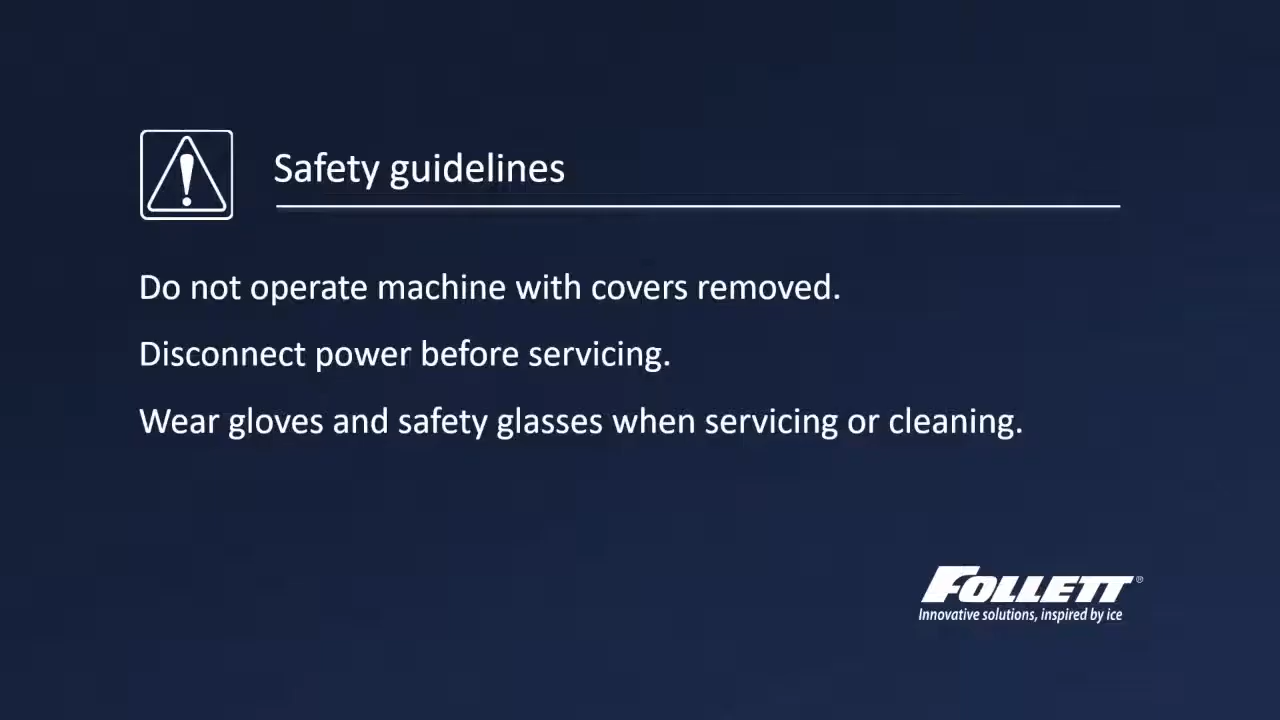 Safety guidelines
Do not operate machine with covers removed.
Disconnect power before servicing.
Wear gloves and safety glasses when servicing or cleaning.
FOLLETT®
Innovative solutions, inspired by ice